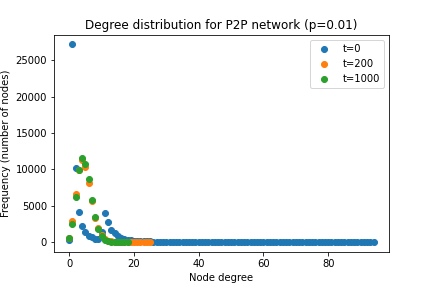 Degree distribution for P2P network (p=0.01)
t=0
t=200
t=1000
Frequency (number of nodes)
25000
20000
15000
10000
5000
0
0
20
40
60
80
Node degree